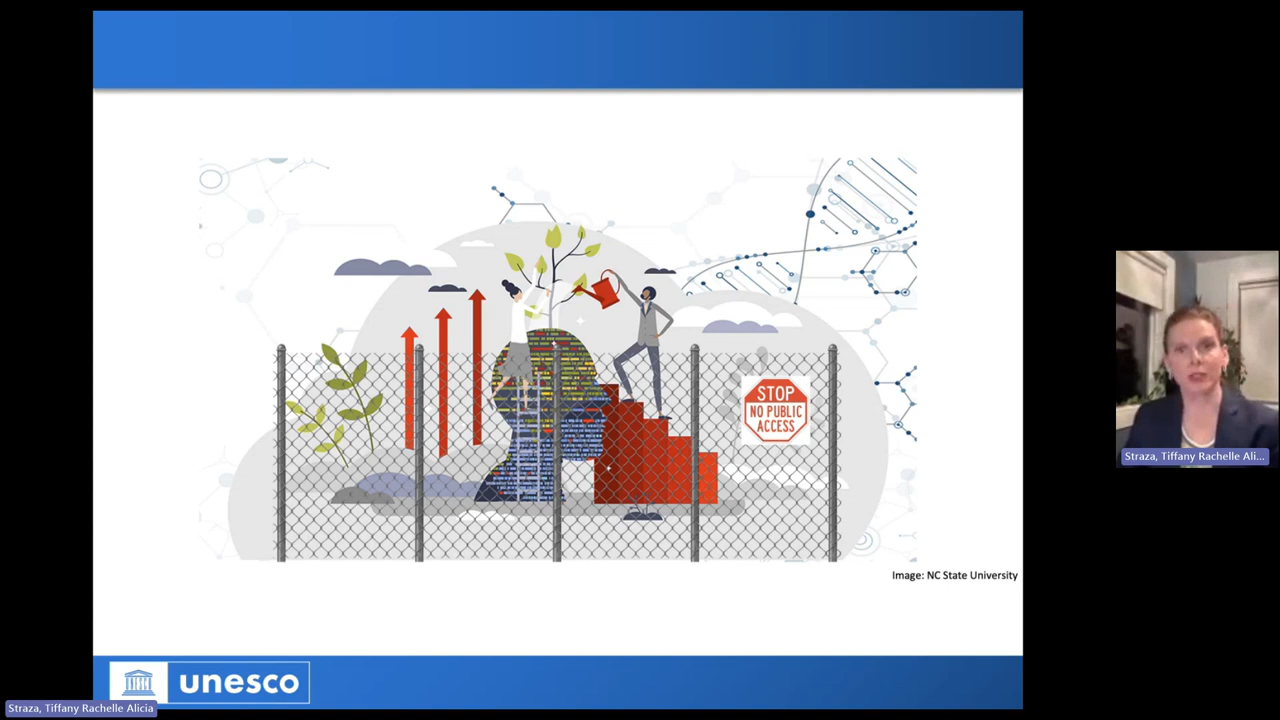 STOP
NO PUBLIC
ACCESS
Image: NC State University
unesco
Straza, Tiffany Rachelle Ali...
Straza, Tiffany Rachelle Alicia